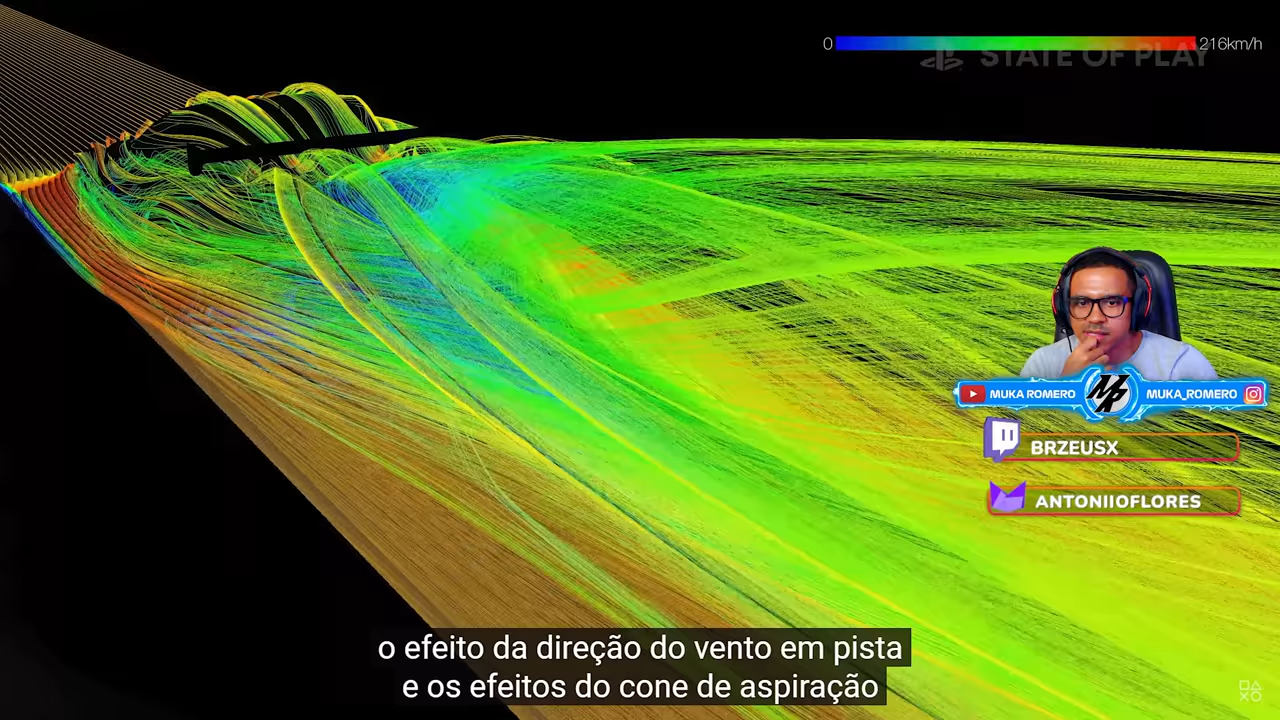 0
216km/h
STATE OF PLAY
MUKA ROMERO
MUKA_ROMERO
BRZEUSX
ANTONIIOFLORES
o efeito da direção do vento em pista
e os efeitos do cone de aspiração